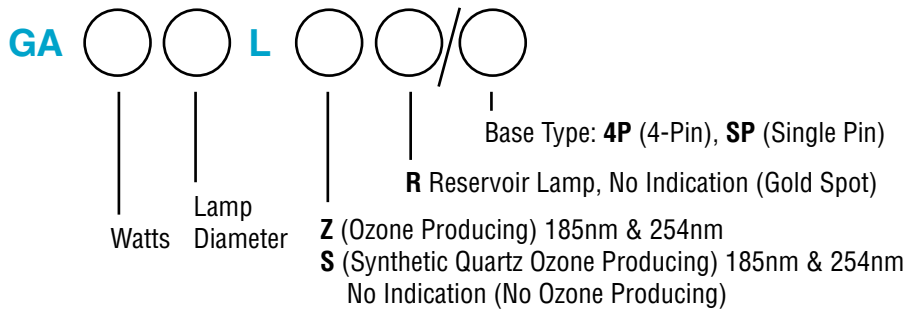 GA L /
Base Type: 4P (4-Pin), SP (Single Pin)
R Reservoir Lamp, No Indication (Gold Spot)
Lamp
Watts Diameter
Z (Ozone Producing) 185nm & 254nm
S (Synthetic Quartz Ozone Producing) 185nm & 254nm
No Indication (No Ozone Producing)